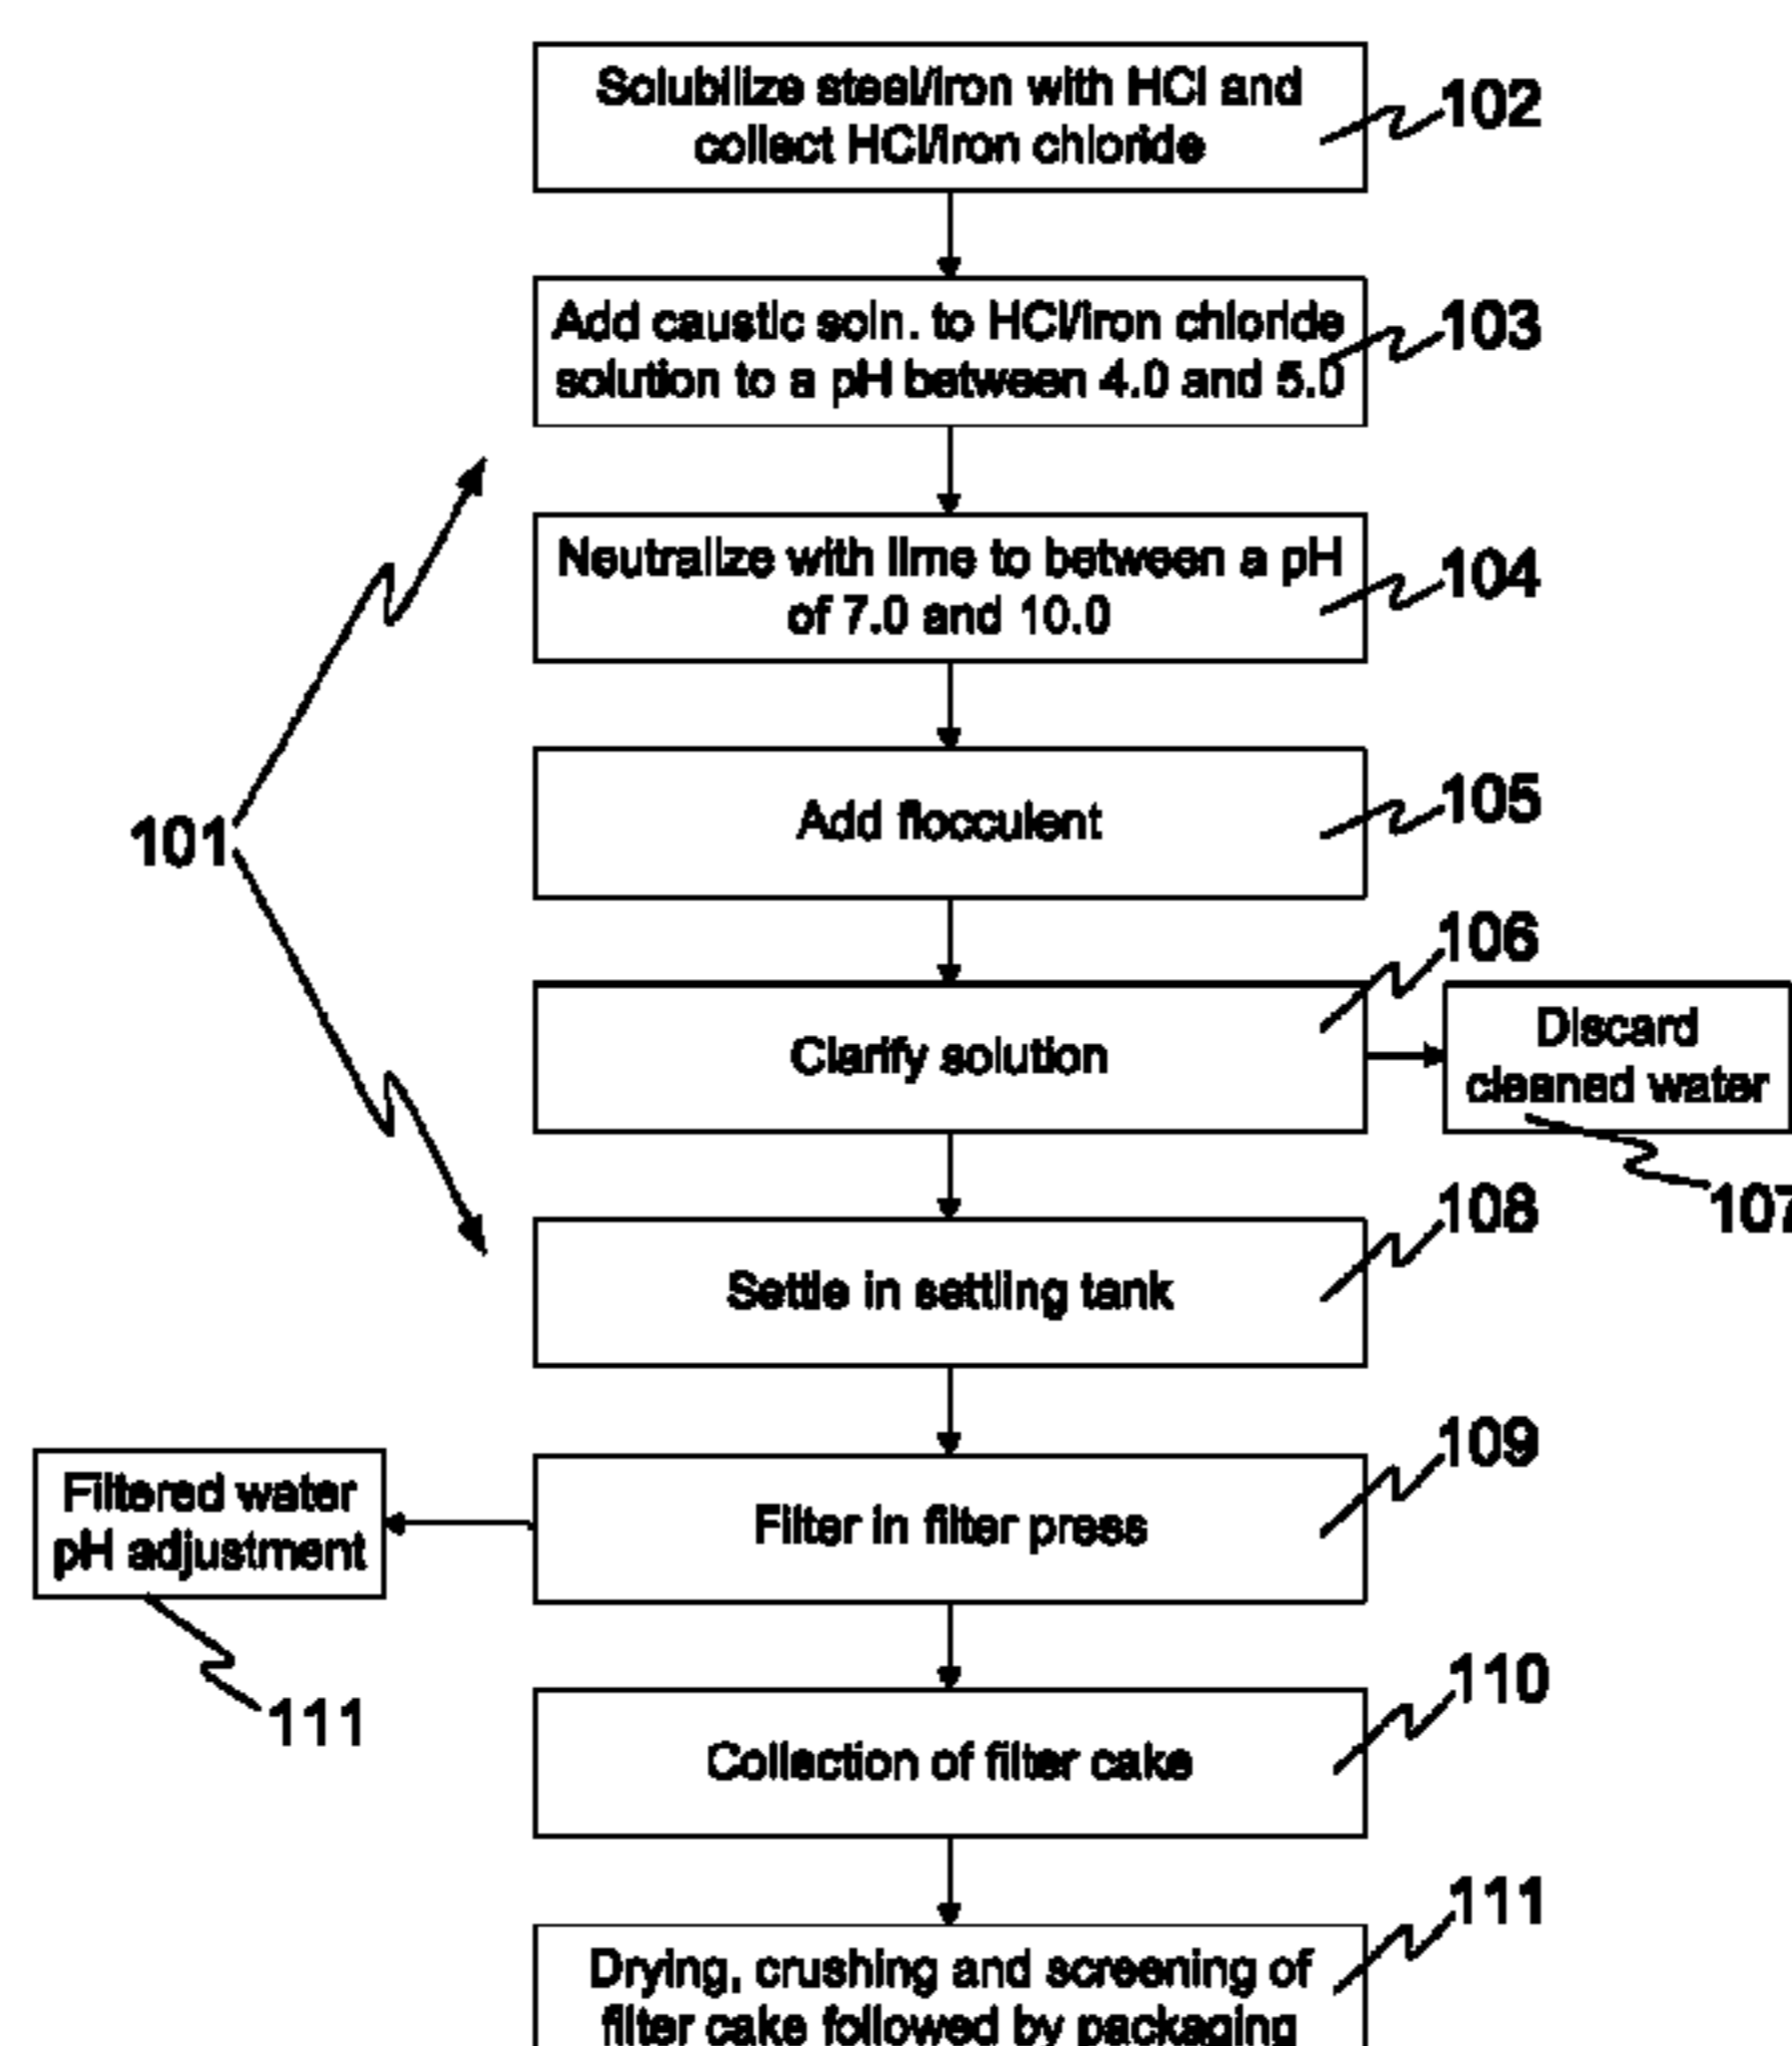 Solubilize steel/iron with HCl and
collect HCl/iron chloride
102
Add caustic soln. to HCl/iron chloride
solution to a pH between 4.0 and 5.0
103
Neutralize with lime to between a pH
of 7.0 and 10.0
104
101
Add flocculent
105
Clarify solution
106
Discard
cleaned water
107
Settle in settling tank
108
Filter in filter press
109
Filtered water
pH adjustment
111
Collection of filter cake
110
Drying, crushing and screening of
filter cake followed by packaging
111